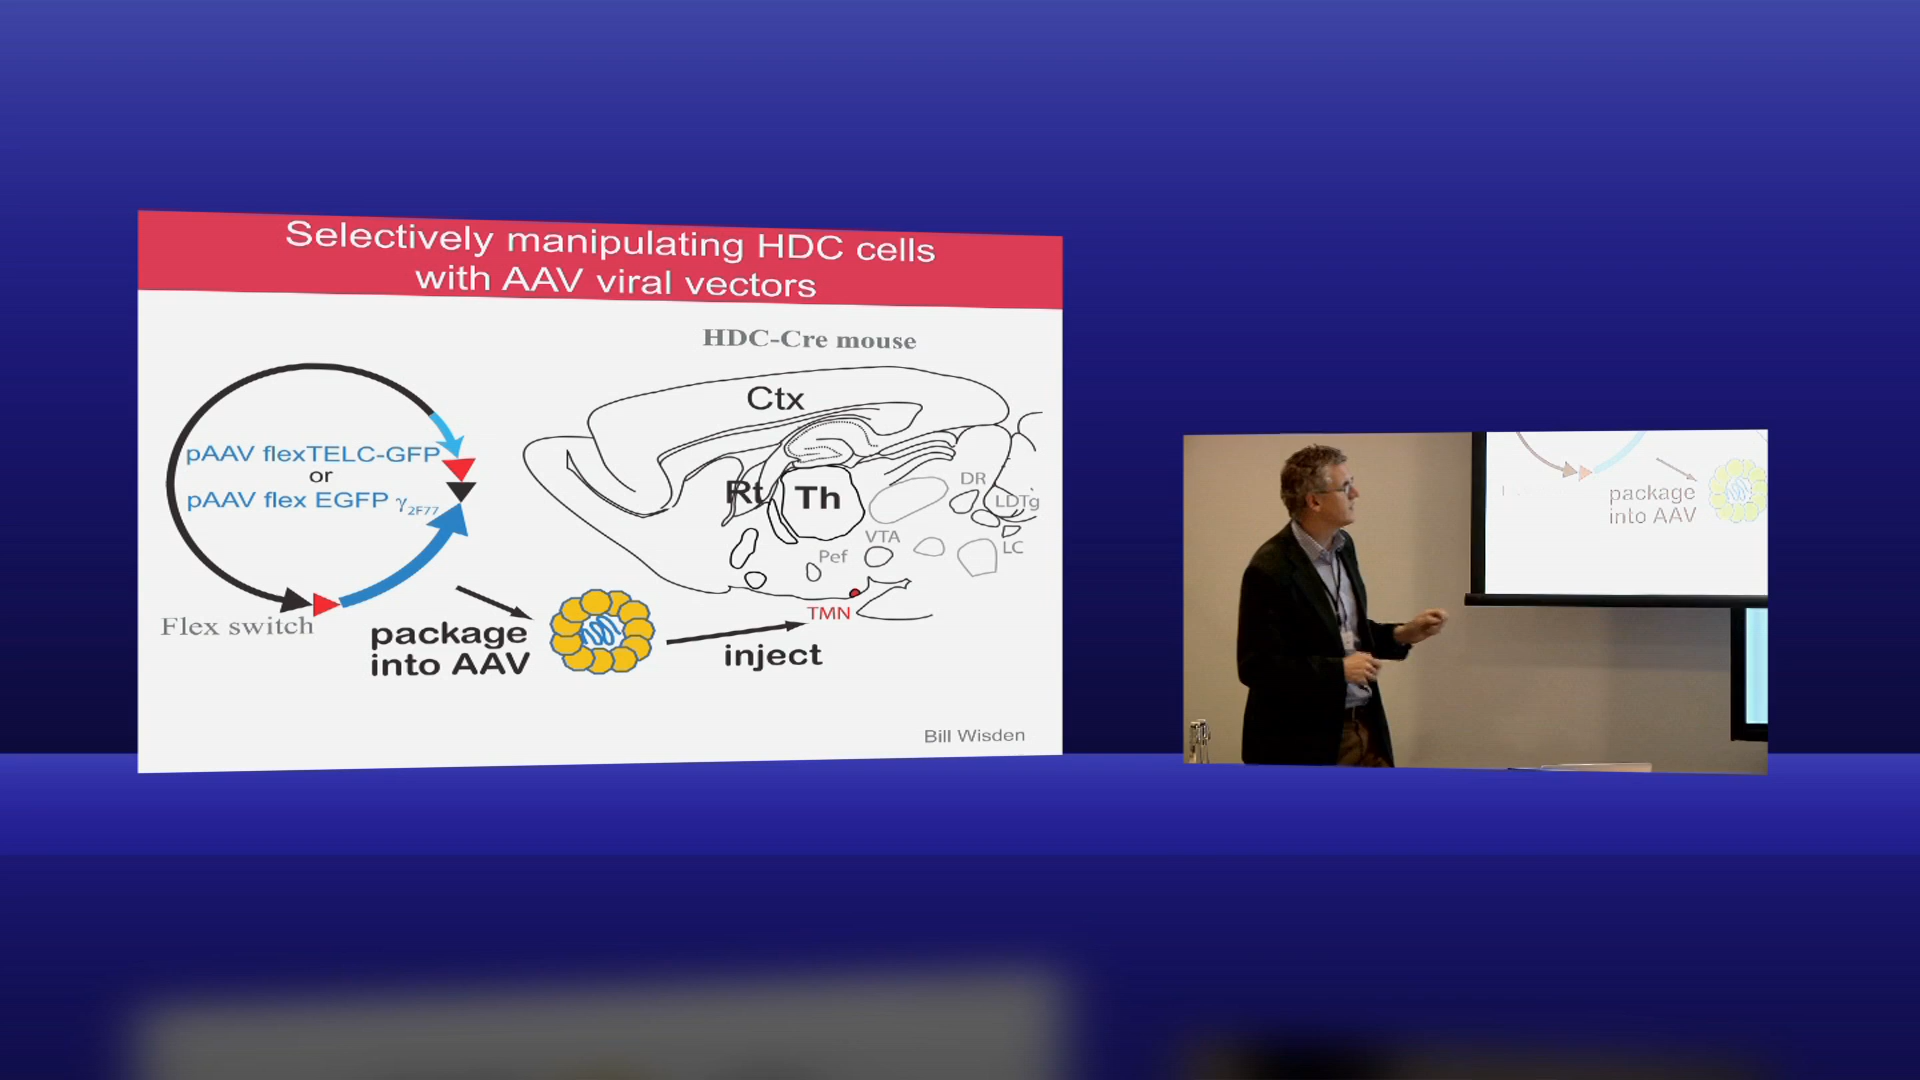 Selectively manipulating HDC cells
with AAV viral vectors
HDC-Cre mouse
Ctx
pAAV flexTELC-GFP
or
pAAV flex EGFP γ2F77
Rt
Th
DR
LDTg
VTA
LC
Pef
TMN
Flex switch
package
into AAV
inject
Bill Wisden
package
into AAV